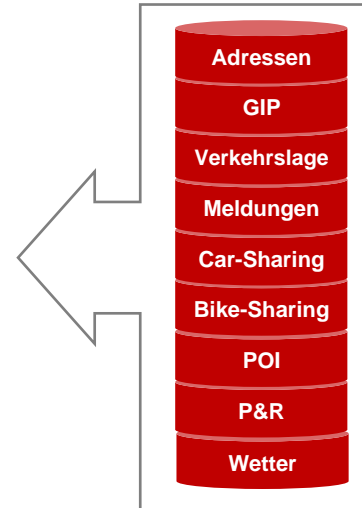 Adressen
GIP
Verkehrslage
Meldungen
Car-Sharing
Bike-Sharing
POI
P&R
Wetter